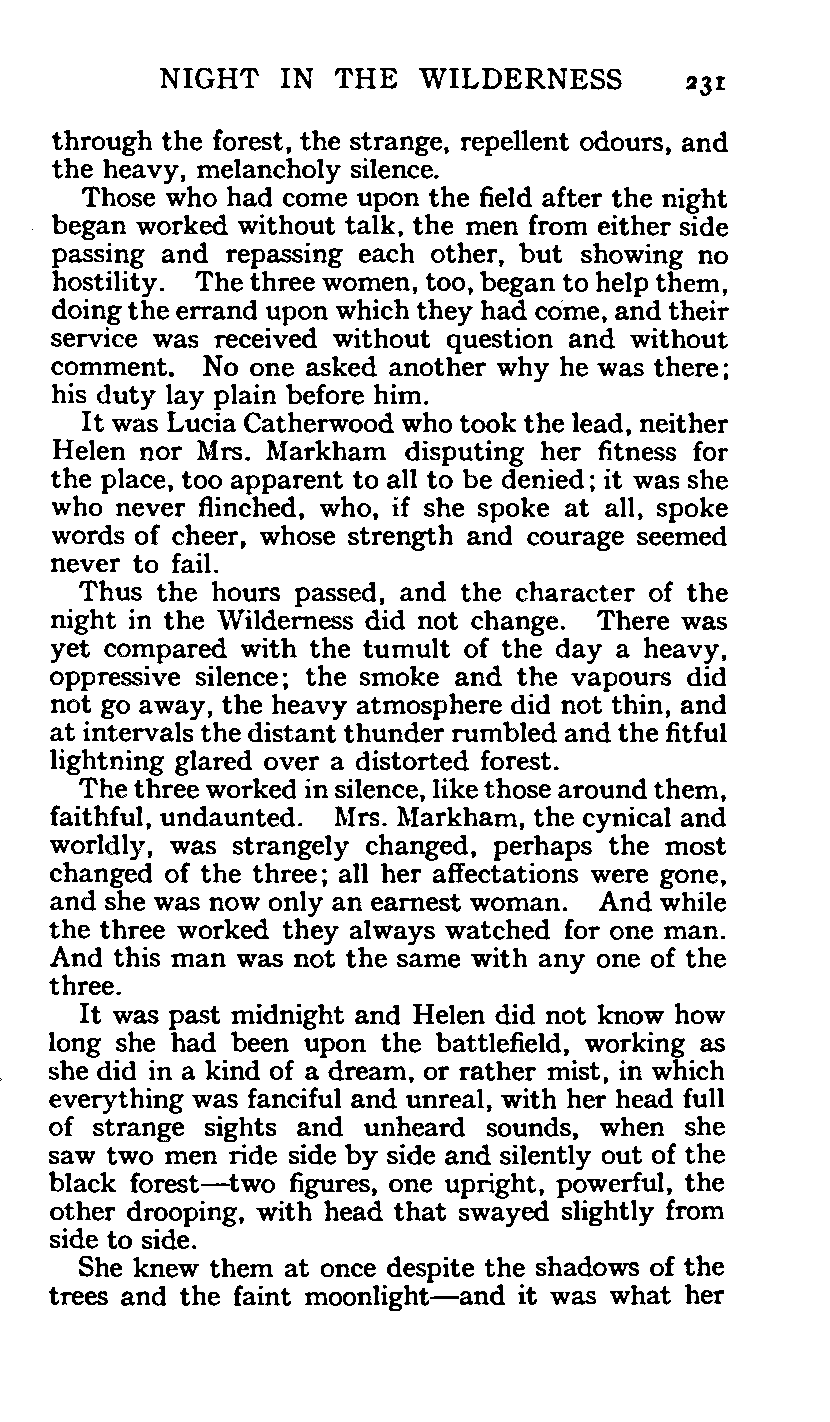 NIGHT IN THE WILDERNESS 231
through the forest, the strange, repellent odours, and
the heavy, melancholy silence.
Those who had come upon the field after the night
began worked without talk, the men from either side
passing and repassing each other, but showing no
hostility. The three women, too, began to help them,
doing the errand upon which they had come, and their
service was received without question and without
comment. No one asked another why he was there;
his duty lay plain before him.
It was Lucia Catherwood who took the lead, neither
Helen nor Mrs. Markham disputing her fitness for
the place, too apparent to all to be denied; it was she
who never flinched, who, if she spoke at all, spoke
words of cheer, whose strength and courage seemed
never to fail.
Thus the hours passed, and the character of the
night in the Wilderness did not change. There was
yet compared with the tumult of the day a heavy,
oppressive silence; the smoke and the vapours did
not go away, the heavy atmosphere did not thin, and
at intervals the distant thunder rumbled and the fitful
lightning glared over a distorted forest.
The three worked in silence, like those around them,
faithful, undaunted. Mrs. Markham, the cynical and
worldly, was strangely changed, perhaps the most
changed of the three; all her affectations were gone,
and she was now only an earnest woman. And while
the three worked they always watched for one man.
And this man was not the same with any one of the
three.
It was past midnight and Helen did not know how
long she had been upon the battlefield, working as
she did in a kind of a dream, or rather mist, in which
everything was fanciful and unreal, with her head full
of strange sights and unheard sounds, when she
saw two men ride side by side and silently out of the
black forest—two figures, one upright, powerful, the
other drooping, with head that swayed slightly from
side to side.
She knew them at once despite the shadows of the
trees and the faint moonlight—and it was what her